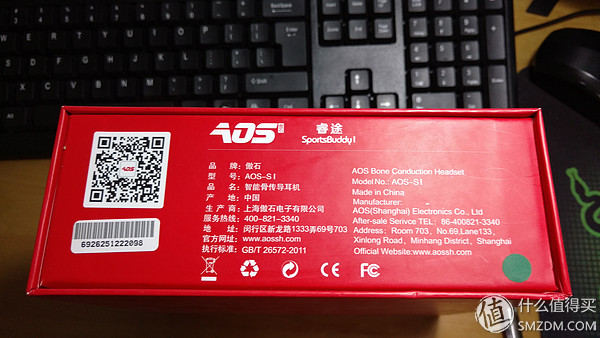 AOS 睿途
SportsBuddy I
品 牌: 傲石
型 号: AOS-S I
品 名: 智能骨传导耳机
产 地: 中国
生 产 商: 上海傲石电子有限公司
服务热线: 400-821-3340
地 址: 闵行区新龙路1333弄69号703
官方网址: www.aossh.com
执行标准: GB/T 26572-2011
AOS Bone Conduction Headset
Model No.: AOS-S I
Made in China
Manufacturer:
AOS(Shanghai) Electronics Co., Ltd
After-sale Serivce TEL: 86-400821-3340
Address: Room 703, No.69,Lane133,
Xinlong Road, Minhang District, Shanghai
Official Website:www.aossh.com
AOS
6926251222098
CE FC
值 什么值得买
SMZDM.COM